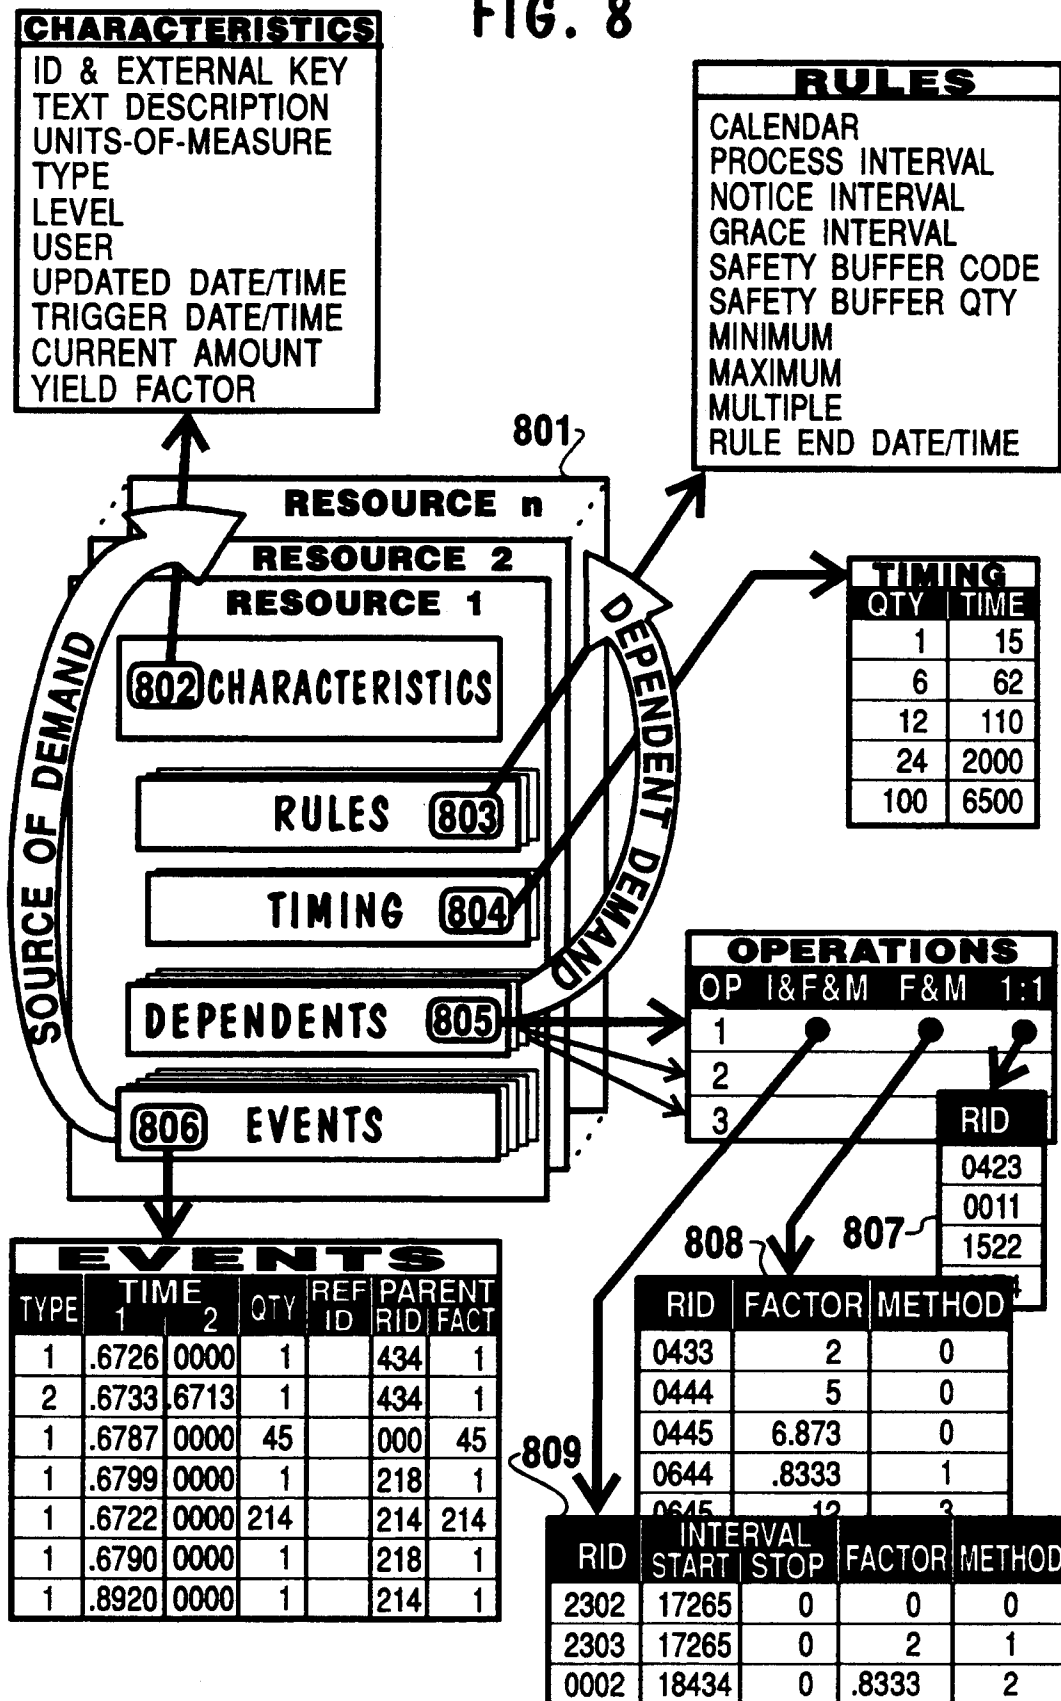 FIG. 8
CHARACTERISTICS
ID & EXTERNAL KEY
TEXT DESCRIPTION
UNITS-OF-MEASURE
TYPE
LEVEL
USER
UPDATED DATE/TIME
TRIGGER DATE/TIME
CURRENT AMOUNT
YIELD FACTOR
RULES
CALENDAR
PROCESS INTERVAL
NOTICE INTERVAL
GRACE INTERVAL
SAFETY BUFFER CODE
SAFETY BUFFER QTY
MINIMUM
MAXIMUM
MULTIPLE
RULE END DATE/TIME
801
RESOURCE n
RESOURCE 2
RESOURCE 1
802 CHARACTERISTICS
RULES 803
TIMING 804
DEPENDENTS 805
806 EVENTS
SOURCE OF DEMAND
DEPENDENT DEMAND
TIMING
QTY TIME
1 15
6 62
12 110
24 2000
100 6500
OPERATIONS
OP I&F&M F&M 1:1
1
2
3
RID
0423
0011
1522
807
808
RID FACTOR METHOD
0433 2 0
0444 5 0
0445 6.873 0
0644 .8333 1
0645 12 3
809
RID INTERVAL START STOP FACTOR METHOD
2302 17265 0 0 0
2303 17265 0 2 1
0002 18434 0 .8333 2
EVENTS
TYPE TIME 1 2 QTY REF ID PARENT RID FACT
1 .6726 0000 1 434 1
2 .6733 .6713 1 434 1
1 .6787 0000 45 000 45
1 .6799 0000 1 218 1
1 .6722 0000 214 214 214
1 .6790 0000 1 218 1
1 .8920 0000 1 214 1